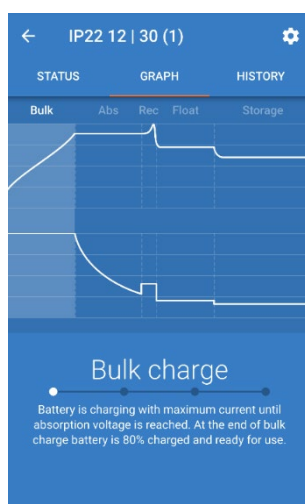 IP22 12 | 30 (1)
STATUS GRAPH HISTORY
Bulk Abs Rec Float Storage
Bulk charge
Battery is charging with maximum current until
absorption voltage is reached. At the end of bulk
charge battery is 80% charged and ready for use.